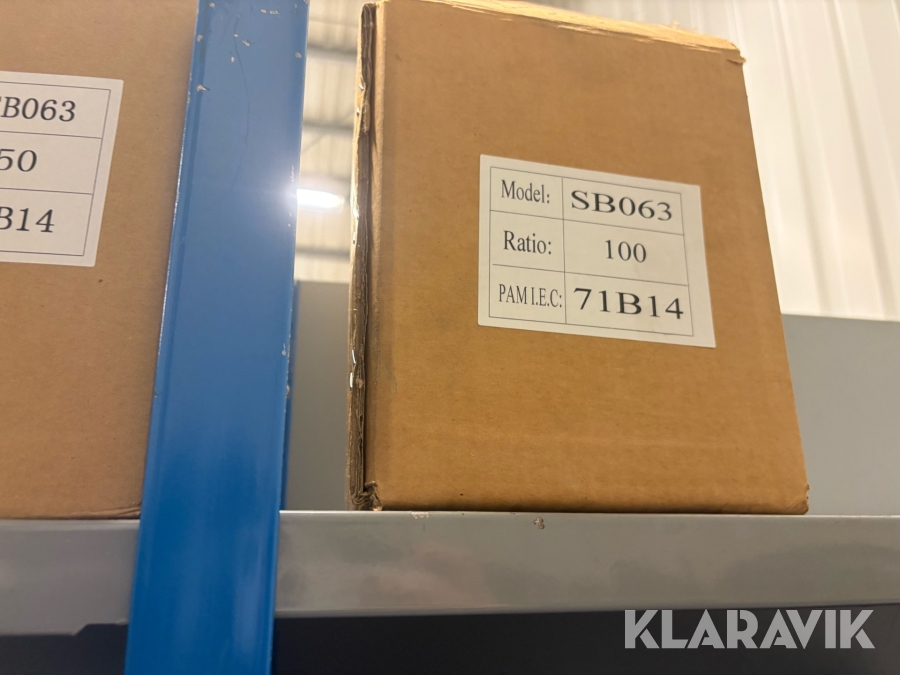 B063
50
B14
Model: SB063
Ratio: 100
PAM I.E.C: 71B14
KLARAVIK